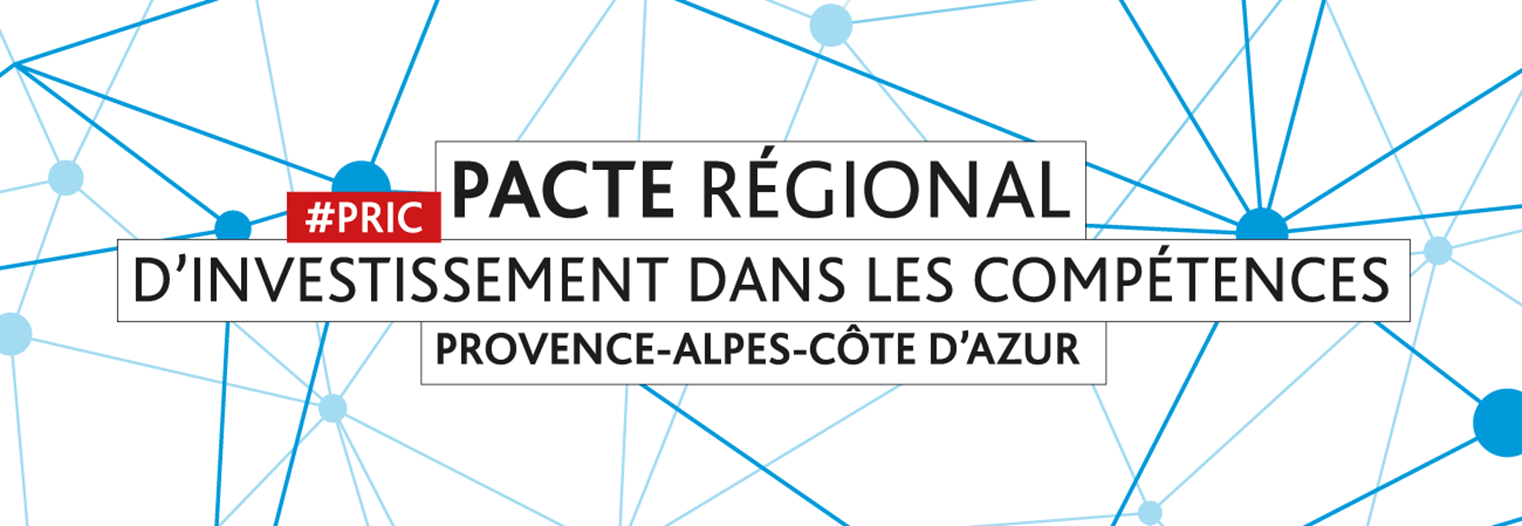 PACTE RÉGIONAL
#PRIC
D’INVESTISSEMENT DANS LES COMPÉTENCES
PROVENCE-ALPES-CÔTE D’AZUR